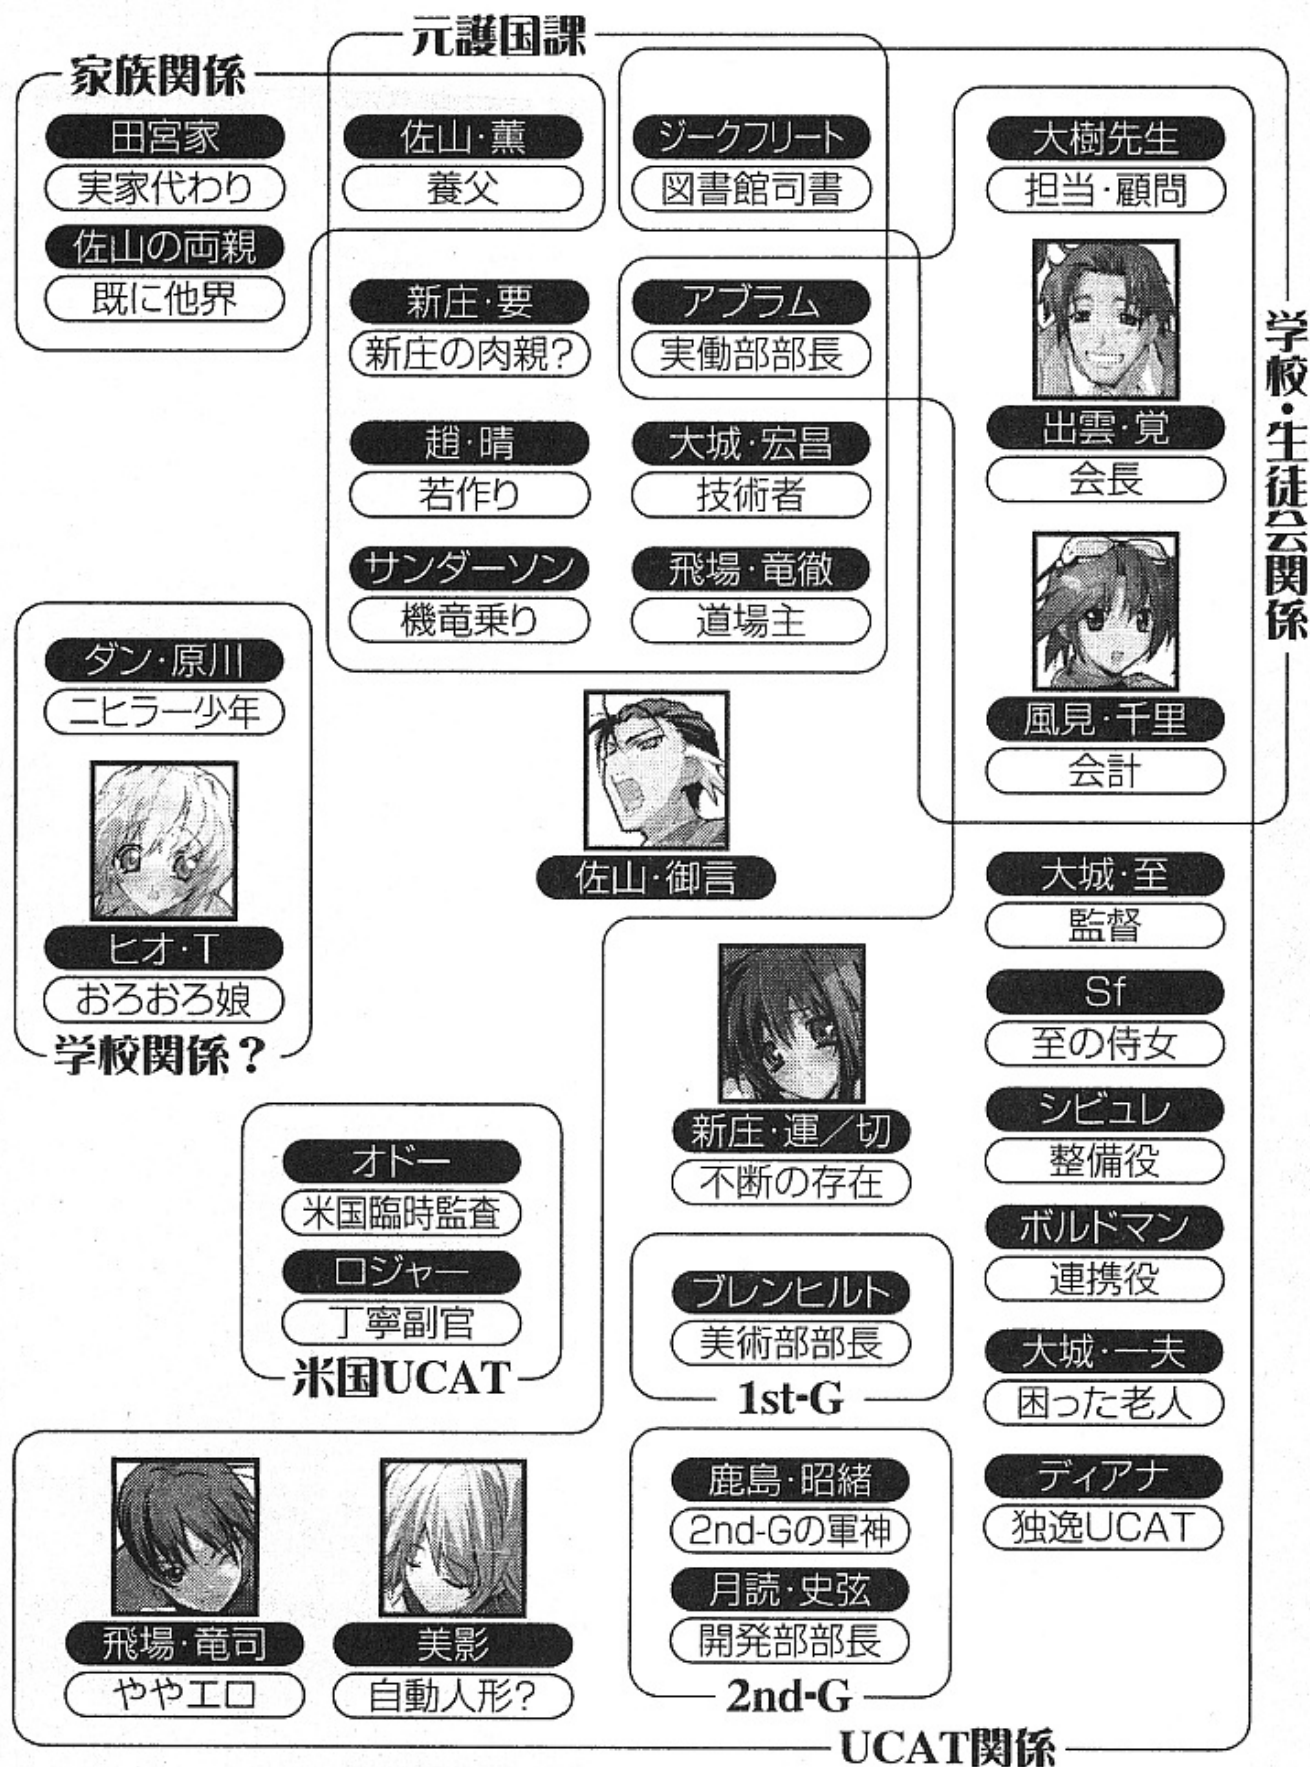 元護国課
家族関係
田宮家
実家代わり
佐山の両親
既に他界
佐山・薫
養父
ジークフリート
図書館司書
新庄・要
新庄の肉親?
アブラム
実働部部長
趙・晴
若作り
大城・宏昌
技術者
サンダーソン
機竜乗り
飛場・竜徹
道場主
大樹先生
担当・顧問
出雲・覚
会長
風見・千里
会計
学校・生徒会関係
ダン・原川
ニヒラー少年
ヒオ・T
おろおろ娘
学校関係?
佐山・御言
新庄・運/切
不断の存在
オドー
米国臨時監査
ロジャー
丁寧副官
米国UCAT
ブレンヒルト
美術部部長
1st-G
鹿島・昭緒
2nd-Gの軍神
月読・史弦
開発部部長
2nd-G
大城・至
監督
Sf
至の侍女
シビュレ
整備役
ボルドマン
連携役
大城・一夫
困った老人
ディアナ
独逸UCAT
飛場・竜司
ややエロ
美影
自動人形?
UCAT関係